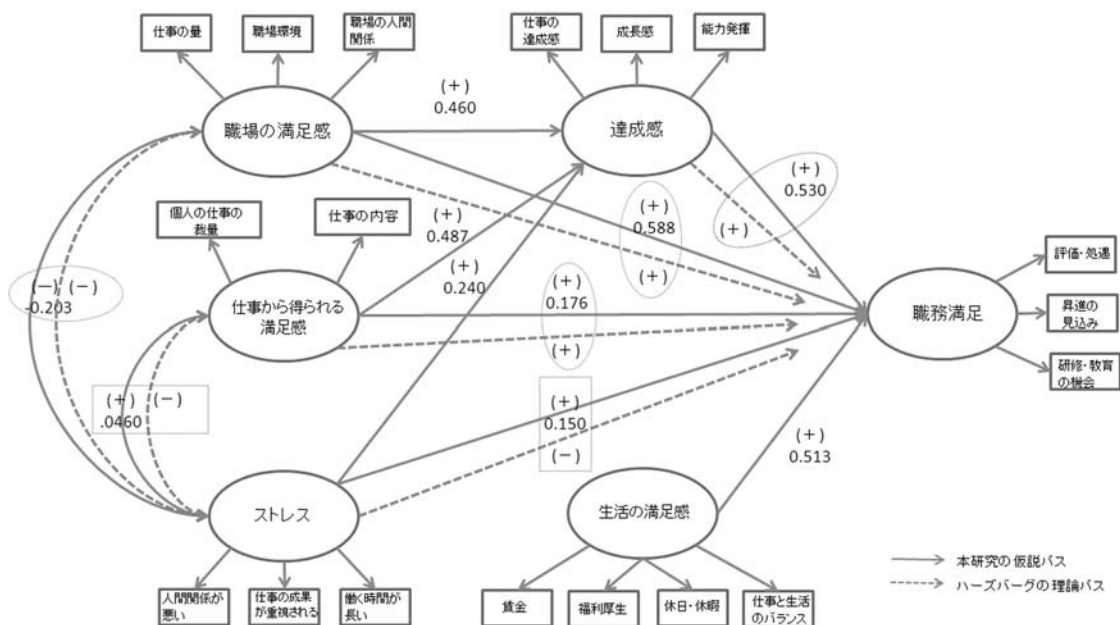 仕事の量
職場環境
職場の人間
関係
仕事の
達成感
成長感
能力発揮
(+)
0.460
職場の満足感
達成感
(+)
0.530
(+)
個人の仕事の
裁量
仕事の内容
(+)
0.487
(+)
0.588
(+)
(+)
0.240
(−) (−)
-0.203
仕事から得られる
満足感
(+)
0.176
(+)
職務満足
評価・処遇
昇進の
見込み
研修・教育
の機会
(+) (−)
.0460
(+)
0.150
(−)
(+)
0.513
ストレス
生活の満足感
人間関係が
悪い
仕事の成果
が重視される
働く時間が
長い
賃金
福利厚生
休日・休暇
仕事と生活
のバランス
本研究の仮説パス
ハーズバーグの理論パス